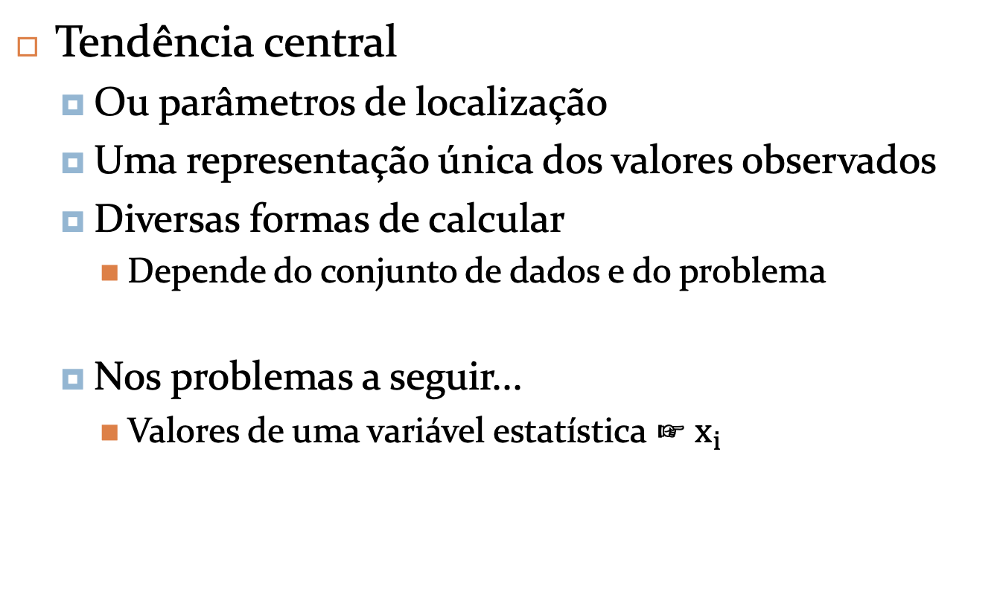 Tendência central
Ou parâmetros de localização
Uma representação única dos valores observados
Diversas formas de calcular
Depende do conjunto de dados e do problema
Nos problemas a seguir...
Valores de uma variável estatística ☞ xᵢ